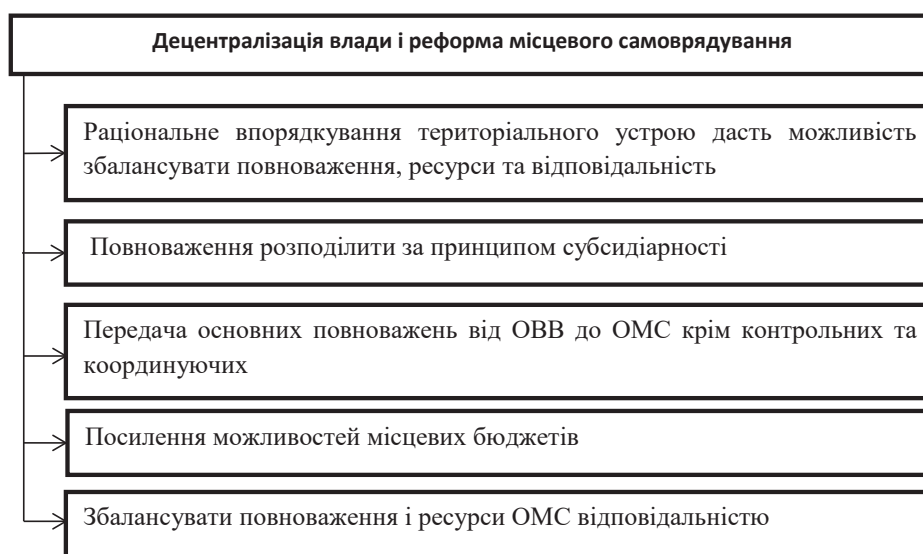 Децентралізація влади і реформа місцевого самоврядування
Раціональне впорядкування територіального устрою дасть можливість
збалансувати повноваження, ресурси та відповідальність
Повноваження розподілити за принципом субсидіарності
Передача основних повноважень від ОВВ до ОМС крім контрольних та
координуючих
Посилення можливостей місцевих бюджетів
Збалансувати повноваження і ресурси ОМС відповідальністю